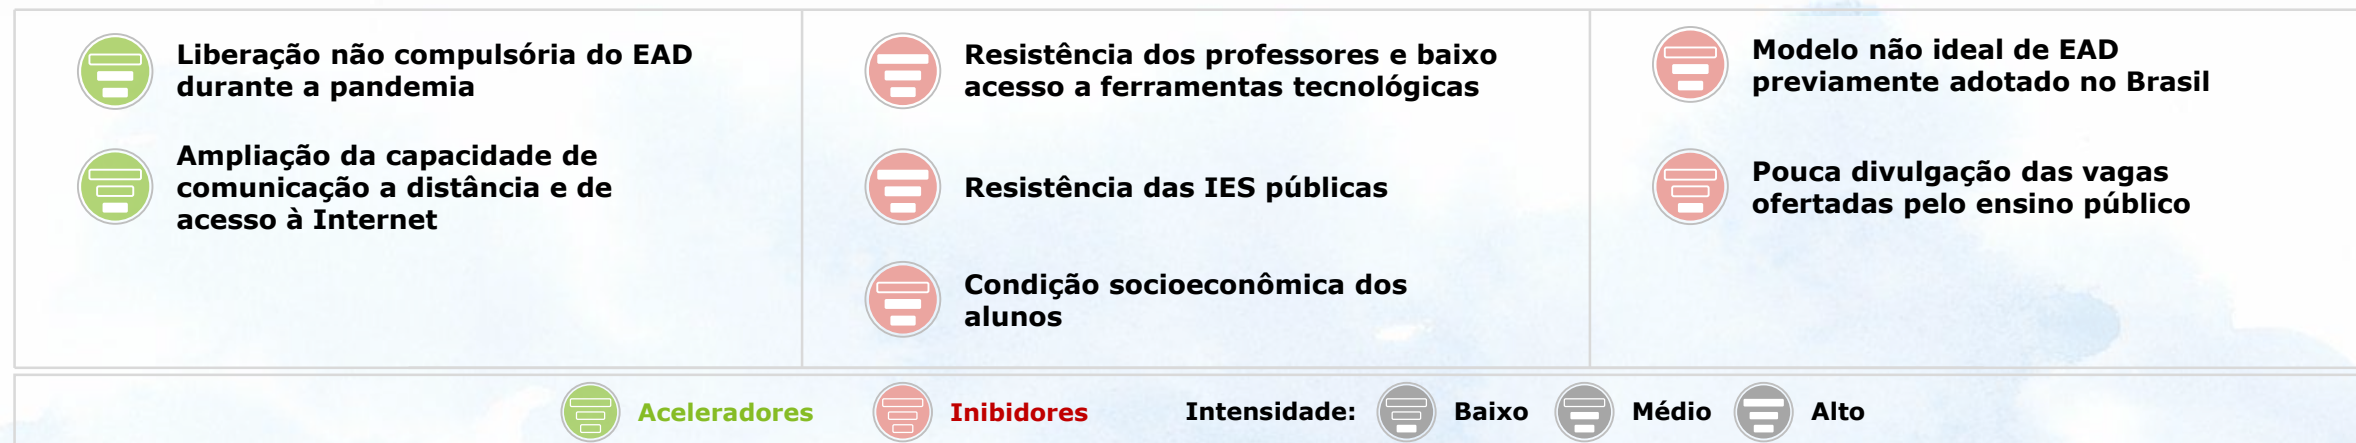 Liberação não compulsória do EAD
durante a pandemia
Ampliação da capacidade de
comunicação a distância e de
acesso à Internet
Resistência dos professores e baixo
acesso a ferramentas tecnológicas
Resistência das IES públicas
Condição socioeconômica dos
alunos
Modelo não ideal de EAD
previamente adotado no Brasil
Pouca divulgação das vagas
ofertadas pelo ensino público
Aceleradores Inibidores Intensidade: Baixo Médio Alto